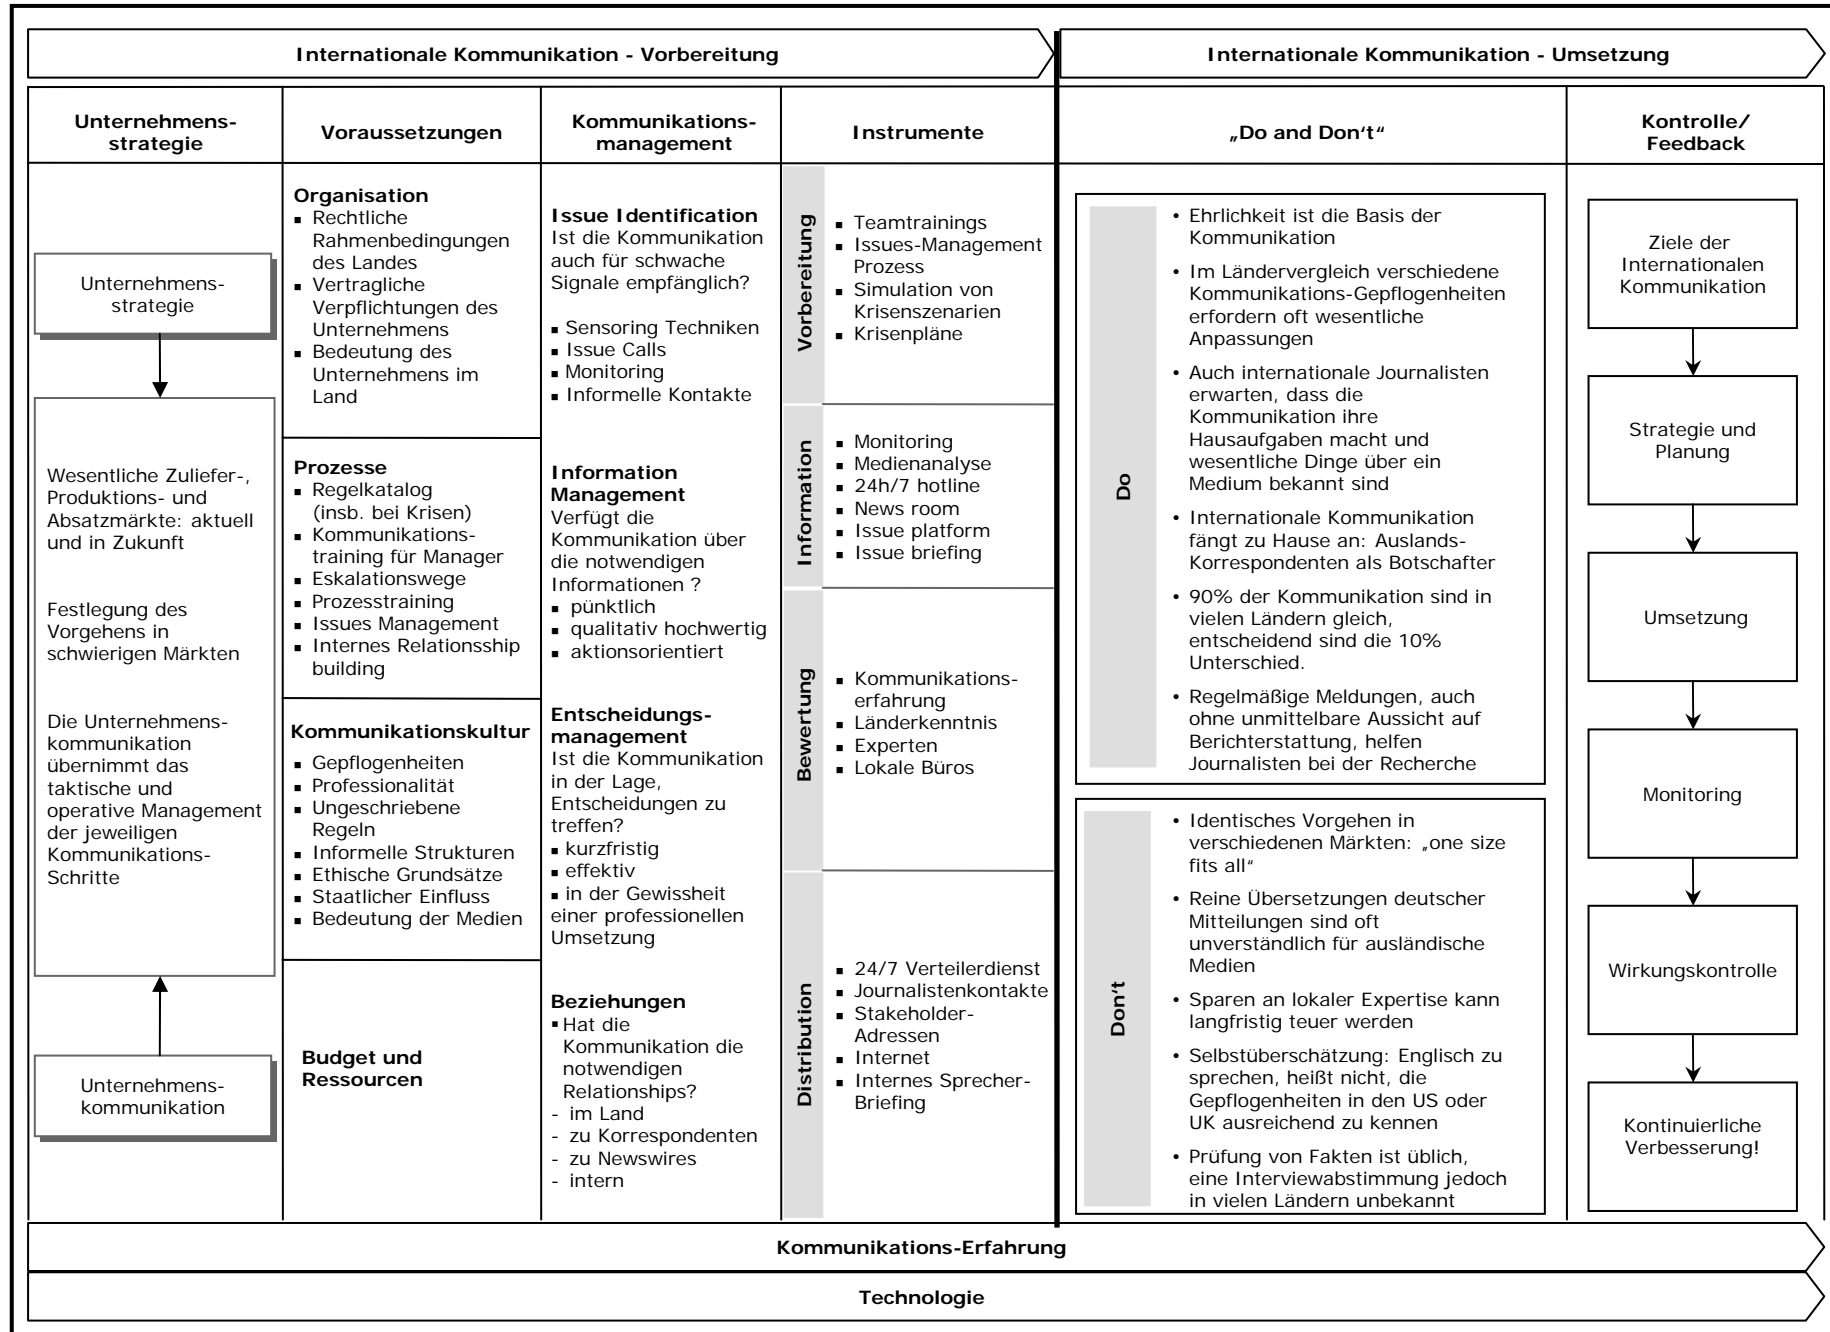 Internationale Kommunikation - Vorbereitung
Internationale Kommunikation - Umsetzung
Unternehmens-
strategie
Voraussetzungen
Kommunikations-
management
Instrumente
„Do and Don‘t“
Kontrolle/
Feedback
Unternehmens-
strategie
Wesentliche Zuliefer-,
Produktions- und
Absatzmärkte: aktuell
und in Zukunft
Festlegung des
Vorgehens in
schwierigen Märkten
Die Unternehmens-
kommunikation
übernimmt das
taktische und
operative Management
der jeweiligen
Kommunikations-
Schritte
Unternehmens-
kommunikation
Organisation
▪ Rechtliche
Rahmenbedingungen
des Landes
▪ Vertragliche
Verpflichtungen des
Unternehmens
▪ Bedeutung des
Unternehmens im
Land
Prozesse
▪ Regelkatalog
(insb. bei Krisen)
▪ Kommunikations-
training für Manager
▪ Eskalationswege
▪ Prozesstraining
▪ Issues Management
▪ Internes Relationsship
building
Kommunikationskultur
▪ Gepflogenheiten
▪ Professionalität
▪ Ungeschriebene
Regeln
▪ Informelle Strukturen
▪ Ethische Grundsätze
▪ Staatlicher Einfluss
▪ Bedeutung der Medien
Budget und
Ressourcen
Issue Identification
Ist die Kommunikation
auch für schwache
Signale empfänglich?
▪ Sensoring Techniken
▪ Issue Calls
▪ Monitoring
▪ Informelle Kontakte
Information
Management
Verfügt die
Kommunikation über
die notwendigen
Informationen ?
▪ pünktlich
▪ qualitativ hochwertig
▪ aktionsorientiert
Entscheidungs-
management
Ist die Kommunikation
in der Lage,
Entscheidungen zu
treffen?
▪ kurzfristig
▪ effektiv
▪ in der Gewissheit
einer professionellen
Umsetzung
Beziehungen
▪ Hat die
Kommunikation die
notwendigen
Relationships?
- im Land
- zu Korrespondenten
- zu Newswires
- intern
Vorbereitung
▪ Teamtrainings
▪ Issues-Management
Prozess
▪ Simulation von
Krisenszenarien
▪ Krisenpläne
Information
▪ Monitoring
▪ Medienanalyse
▪ 24h/7 hotline
▪ News room
▪ Issue platform
▪ Issue briefing
Bewertung
▪ Kommunikations-
erfahrung
▪ Länderkenntnis
▪ Experten
▪ Lokale Büros
Distribution
▪ 24/7 Verteilerdienst
▪ Journalistenkontakte
▪ Stakeholder-
Adressen
▪ Internet
▪ Internes Sprecher-
Briefing
Do
• Ehrlichkeit ist die Basis der
Kommunikation
• Im Ländervergleich verschiedene
Kommunikations-Gepflogenheiten
erfordern oft wesentliche
Anpassungen
• Auch internationale Journalisten
erwarten, dass die
Kommunikation ihre
Hausaufgaben macht und
wesentliche Dinge über ein
Medium bekannt sind
• Internationale Kommunikation
fängt zu Hause an: Auslands-
Korrespondenten als Botschafter
• 90% der Kommunikation sind in
vielen Ländern gleich,
entscheidend sind die 10%
Unterschied.
• Regelmäßige Meldungen, auch
ohne unmittelbare Aussicht auf
Berichterstattung, helfen
Journalisten bei der Recherche
Don‘t
• Identisches Vorgehen in
verschiedenen Märkten: „one size
fits all“
• Reine Übersetzungen deutscher
Mitteilungen sind oft
unverständlich für ausländische
Medien
• Sparen an lokaler Expertise kann
langfristig teuer werden
• Selbstüberschätzung: Englisch zu
sprechen, heißt nicht, die
Gepflogenheiten in den US oder
UK ausreichend zu kennen
• Prüfung von Fakten ist üblich,
eine Interviewabstimmung jedoch
in vielen Ländern unbekannt
Ziele der
Internationalen
Kommunikation
Strategie und
Planung
Umsetzung
Monitoring
Wirkungskontrolle
Kontinuierliche
Verbesserung!
Kommunikations-Erfahrung
Technologie